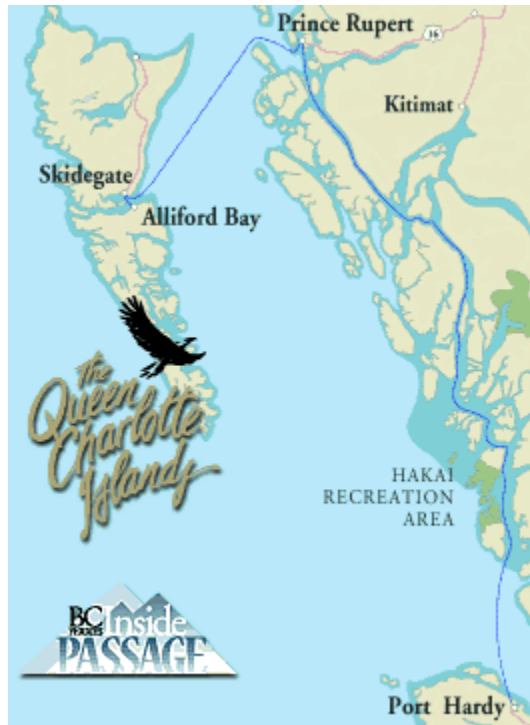 Prince Rupert
16
Kitimat
Skidegate
Alliford Bay
The
Queen
Charlotte
Islands
HAKAI
RECREATION
AREA
BC
FERRIES
Inside
PASSAGE
Port Hardy